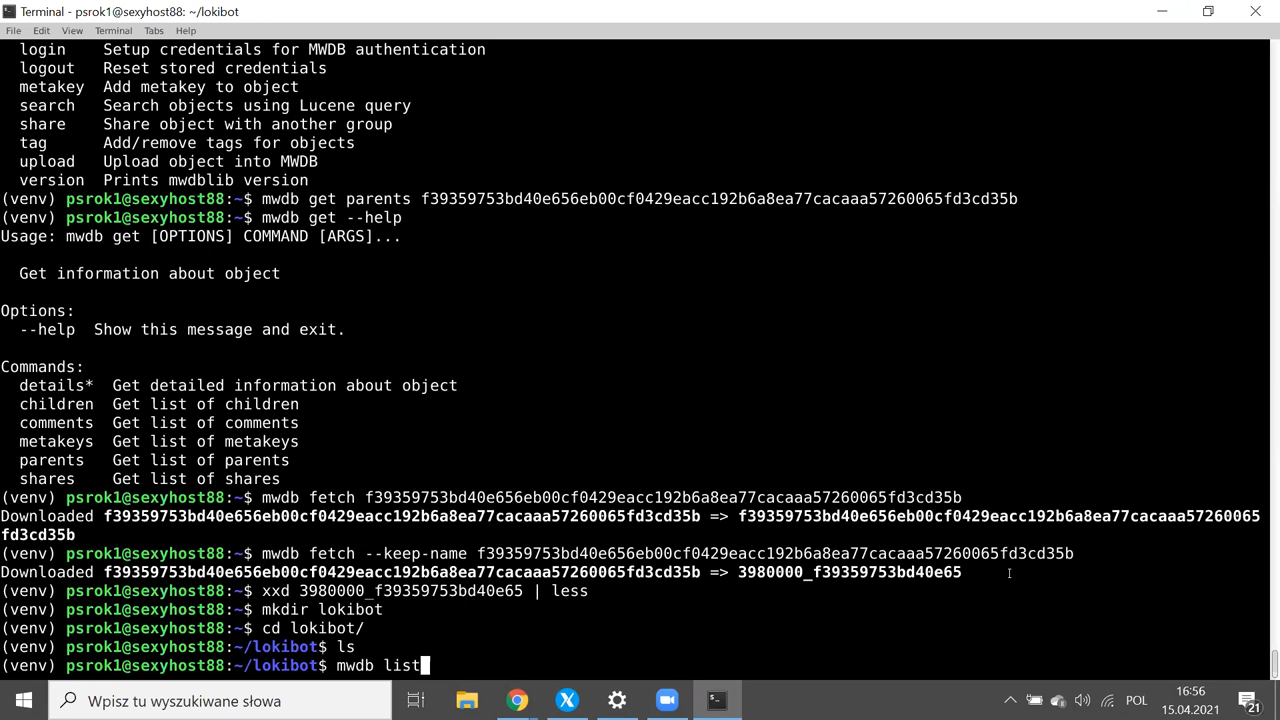 Terminal - psrok1@sexyhost88: ~/lokibot
File Edit View Terminal Tabs Help
login Setup credentials for MWDB authentication
logout Reset stored credentials
metakey Add metakey to object
search Search objects using Lucene query
share Share object with another group
tag Add/remove tags for objects
upload Upload object into MWDB
version Prints mwdblib version
(venv) psrok1@sexyhost88:~$ mwdb get parents f39359753bd40e656eb00cf0429eacc192b6a8ea77cacaaa57260065fd3cd35b
(venv) psrok1@sexyhost88:~$ mwdb get --help
Usage: mwdb get [OPTIONS] COMMAND [ARGS]...
Get information about object
Options:
--help Show this message and exit.
Commands:
details* Get detailed information about object
children Get list of children
comments Get list of comments
metakeys Get list of metakeys
parents Get list of parents
shares Get list of shares
(venv) psrok1@sexyhost88:~$ mwdb fetch f39359753bd40e656eb00cf0429eacc192b6a8ea77cacaaa57260065fd3cd35b
Downloaded f39359753bd40e656eb00cf0429eacc192b6a8ea77cacaaa57260065fd3cd35b => f39359753bd40e656eb00cf0429eacc192b6a8ea77cacaaa57260065
fd3cd35b
(venv) psrok1@sexyhost88:~$ mwdb fetch --keep-name f39359753bd40e656eb00cf0429eacc192b6a8ea77cacaaa57260065fd3cd35b
Downloaded f39359753bd40e656eb00cf0429eacc192b6a8ea77cacaaa57260065fd3cd35b => 3980000_f39359753bd40e65
(venv) psrok1@sexyhost88:~$ xxd 3980000_f39359753bd40e65 | less
(venv) psrok1@sexyhost88:~$ mkdir lokibot
(venv) psrok1@sexyhost88:~$ cd lokibot/
(venv) psrok1@sexyhost88:~/lokibot$ ls
(venv) psrok1@sexyhost88:~/lokibot$ mwdb list
Wpisz tu wyszukiwane słowa
POL
16:56
15.04.2021
21